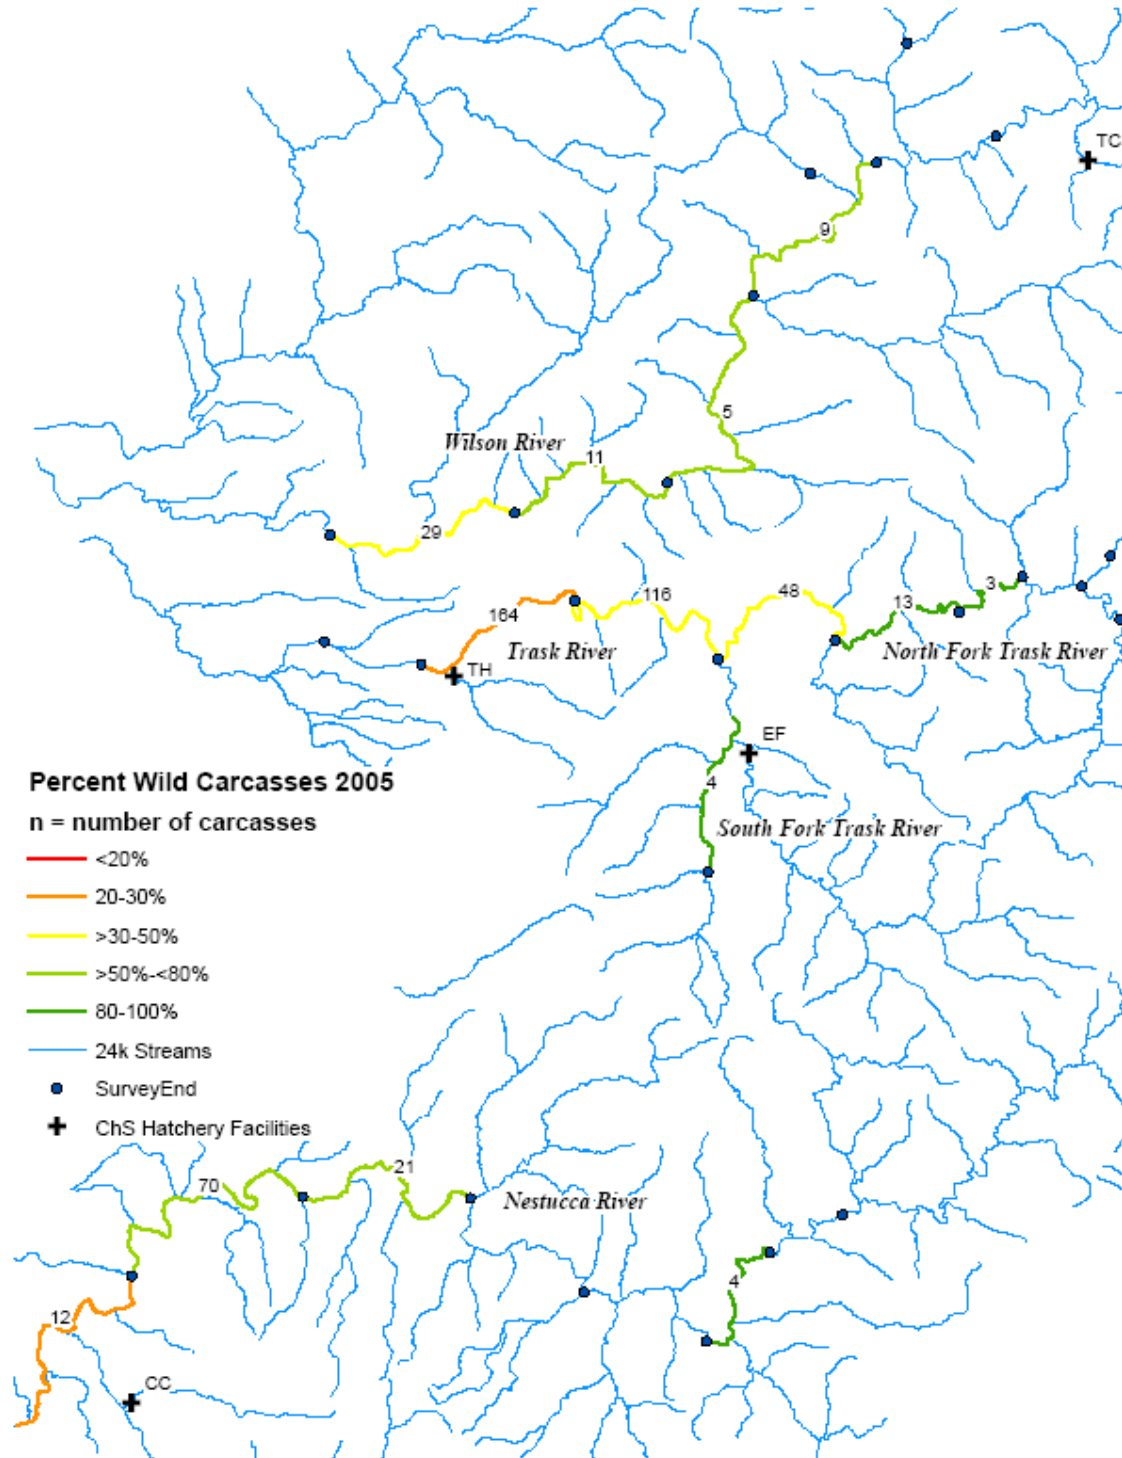 TC
9
5
Wilson River
11
29
3
48
116
13
164
Trask River
North Fork Trask River
TH
EF
4
South Fork Trask River
Percent Wild Carcasses 2005
n = number of carcasses
<20%
20-30%
>30-50%
>50%-<80%
80-100%
24k Streams
SurveyEnd
ChS Hatchery Facilities
21
70
Nestucca River
4
12
CC